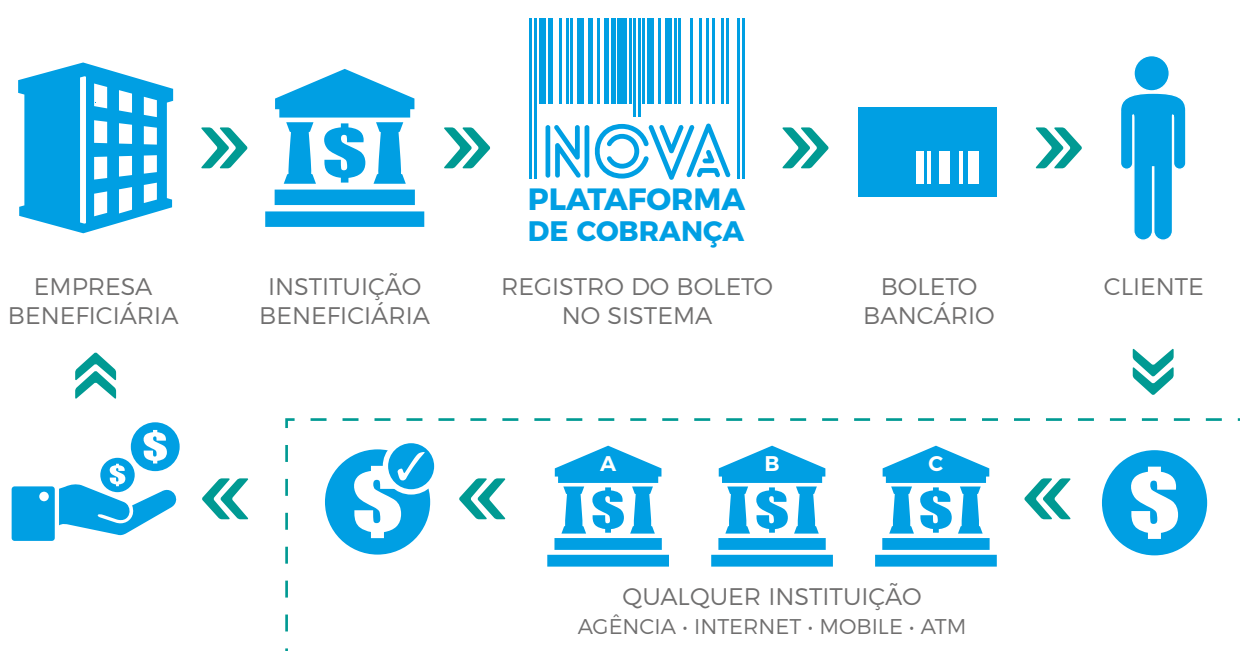 NOVA
PLATAFORMA
DE COBRANÇA
EMPRESA
BENEFICIÁRIA
INSTITUIÇÃO
BENEFICIÁRIA
REGISTRO DO BOLETO
NO SISTEMA
BOLETO
BANCÁRIO
CLIENTE
$
$
$
$
A
B
C
$
$
$
$
$
QUALQUER INSTITUIÇÃO
AGÊNCIA · INTERNET · MOBILE · ATM